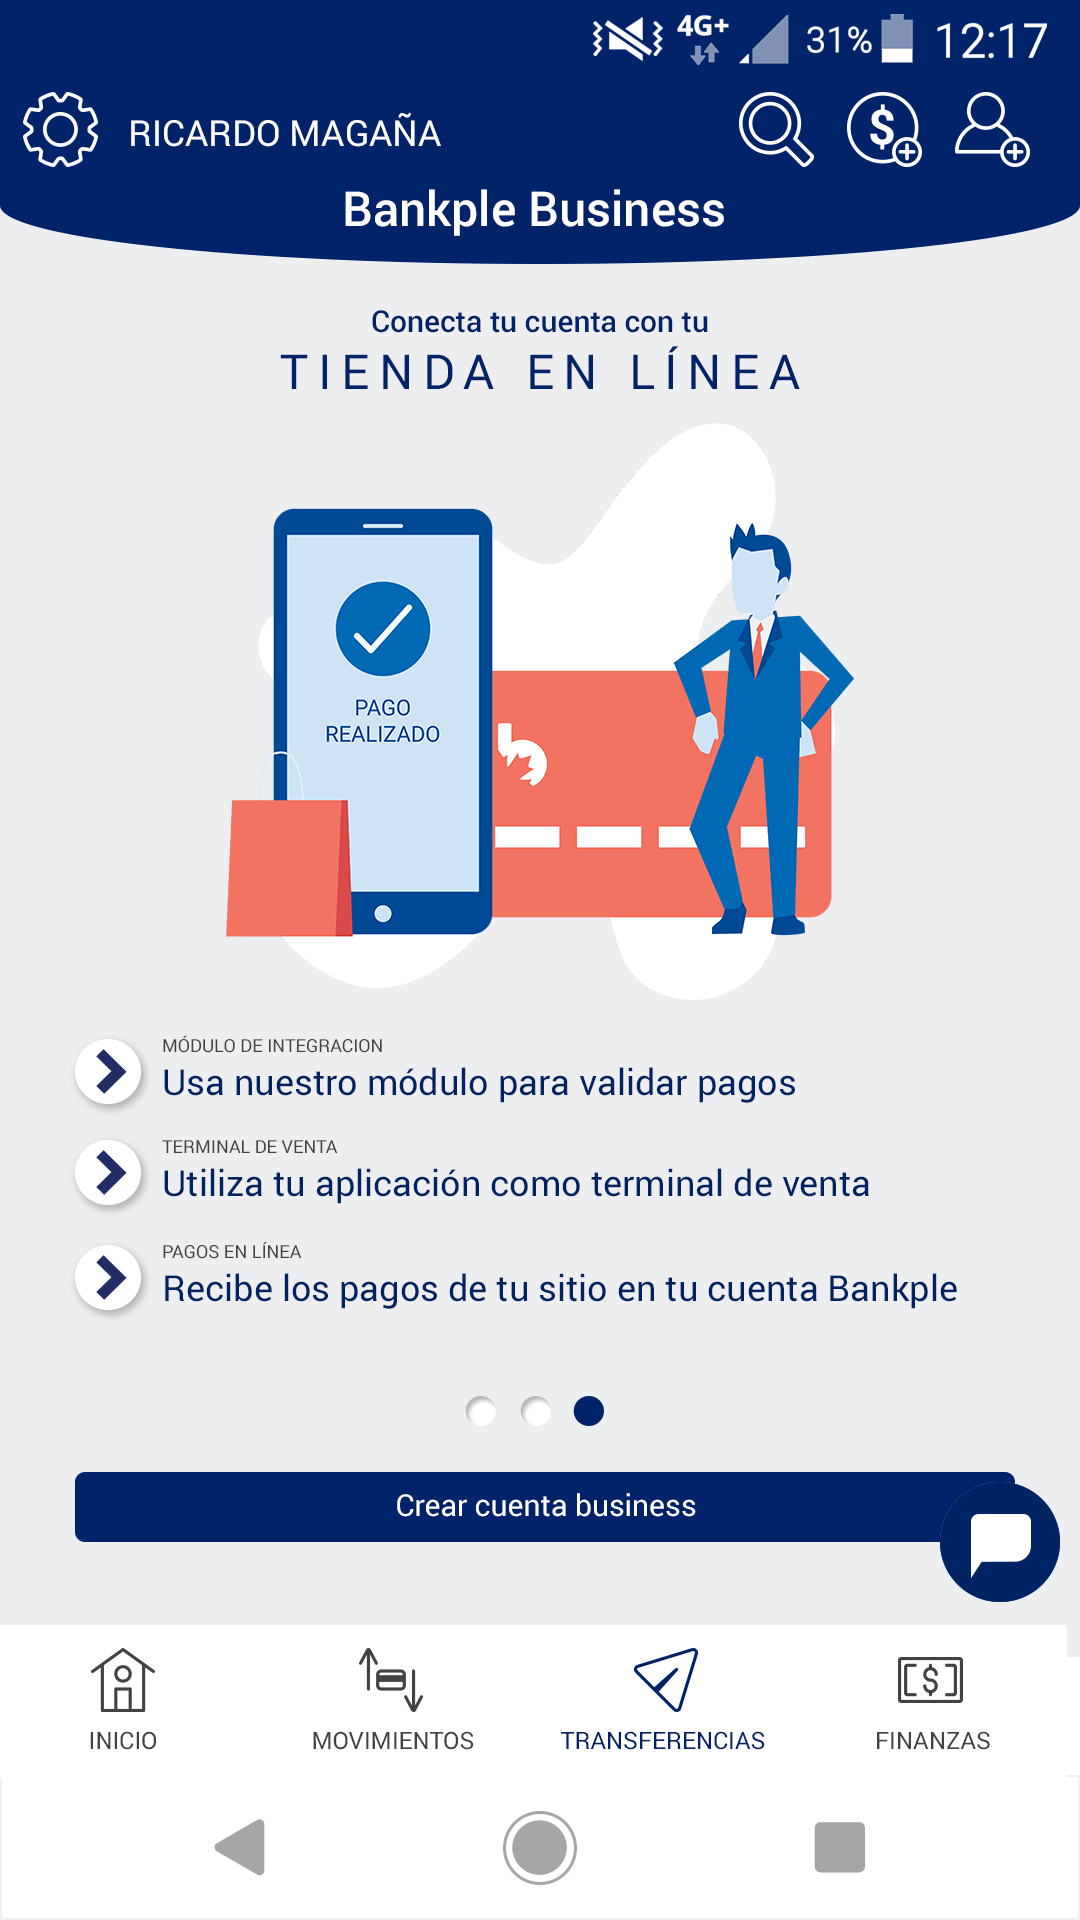 4G+ 31% 12:17
RICARDO MAGAÑA
Bankple Business
Conecta tu cuenta con tu
TIENDA EN LÍNEA
PAGO
REALIZADO
MÓDULO DE INTEGRACION
Usa nuestro módulo para validar pagos
TERMINAL DE VENTA
Utiliza tu aplicación como terminal de venta
PAGOS EN LÍNEA
Recibe los pagos de tu sitio en tu cuenta Bankple
Crear cuenta business
INICIO MOVIMIENTOS TRANSFERENCIAS FINANZAS